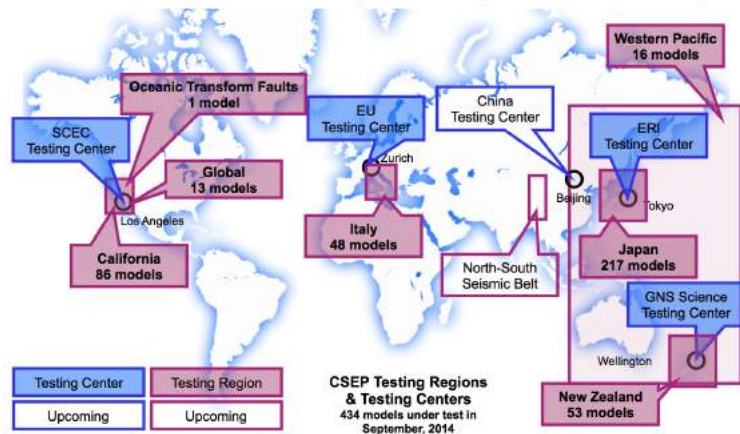 Western Pacific
16 models
Oceanic Transform Faults
1 model
EU
Testing Center
China
Testing Center
SCEC
Testing Center
ERI
Testing Center
Zurich
Global
13 models
Beijing
Tokyo
Los Angeles
Italy
48 models
California
86 models
North-South
Seismic Belt
Japan
217 models
GNS Science
Testing Center
Wellington
Testing Center
Testing Region
Upcoming
Upcoming
CSEP Testing Regions
& Testing Centers
434 models under test in
September, 2014
New Zealand
53 models